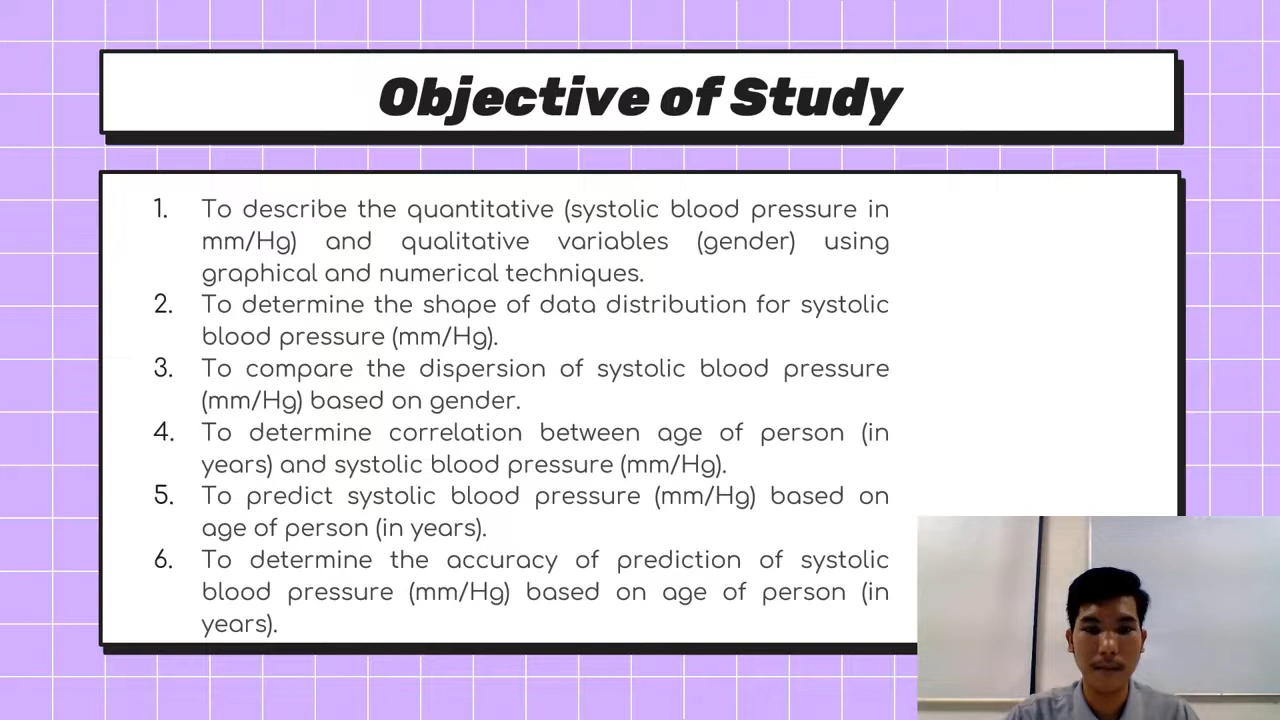 Objective of Study
1. To describe the quantitative (systolic blood pressure in
mm/Hg) and qualitative variables (gender) using
graphical and numerical techniques.
2. To determine the shape of data distribution for systolic
blood pressure (mm/Hg).
3. To compare the dispersion of systolic blood pressure
(mm/Hg) based on gender.
4. To determine correlation between age of person (in
years) and systolic blood pressure (mm/Hg).
5. To predict systolic blood pressure (mm/Hg) based on
age of person (in years).
6. To determine the accuracy of prediction of systolic
blood pressure (mm/Hg) based on age of person (in
years).